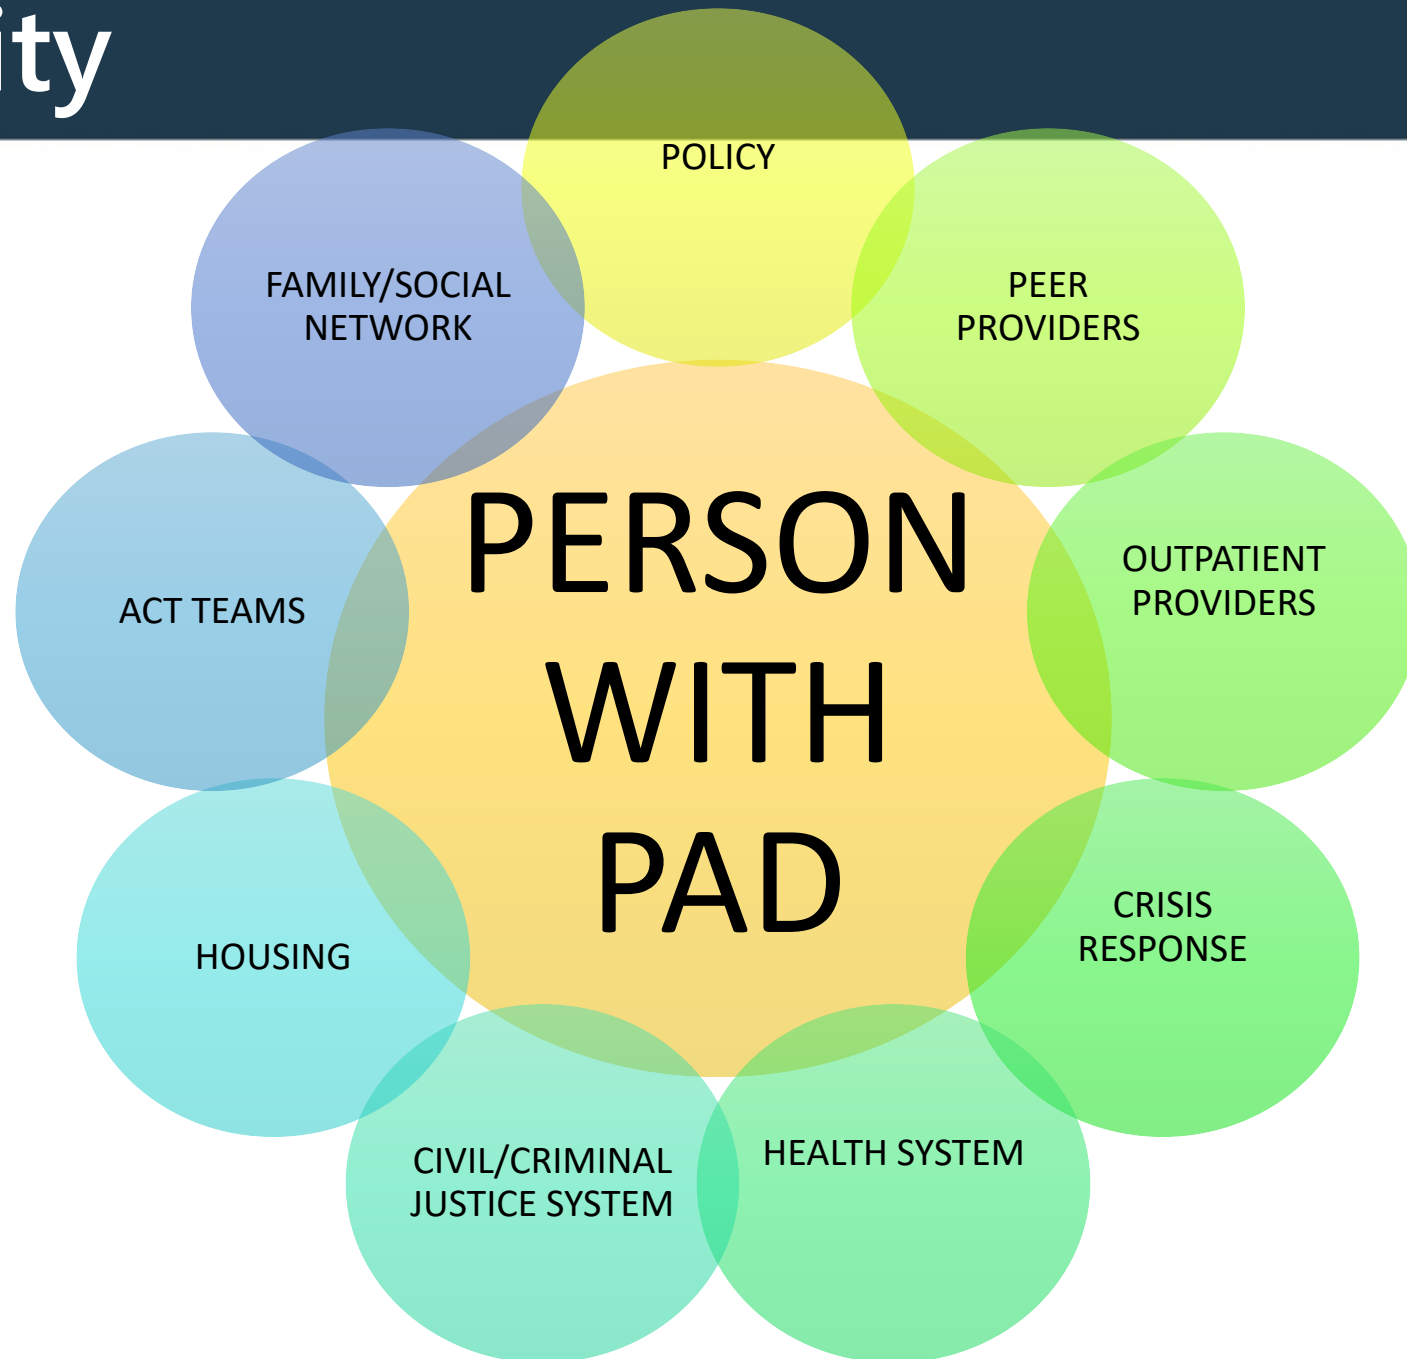 ity
POLICY
FAMILY/SOCIAL
NETWORK
PEER
PROVIDERS
OUTPATIENT
PROVIDERS
ACT TEAMS
PERSON
WITH
PAD
CRISIS
RESPONSE
HOUSING
HEALTH SYSTEM
CIVIL/CRIMINAL
JUSTICE SYSTEM